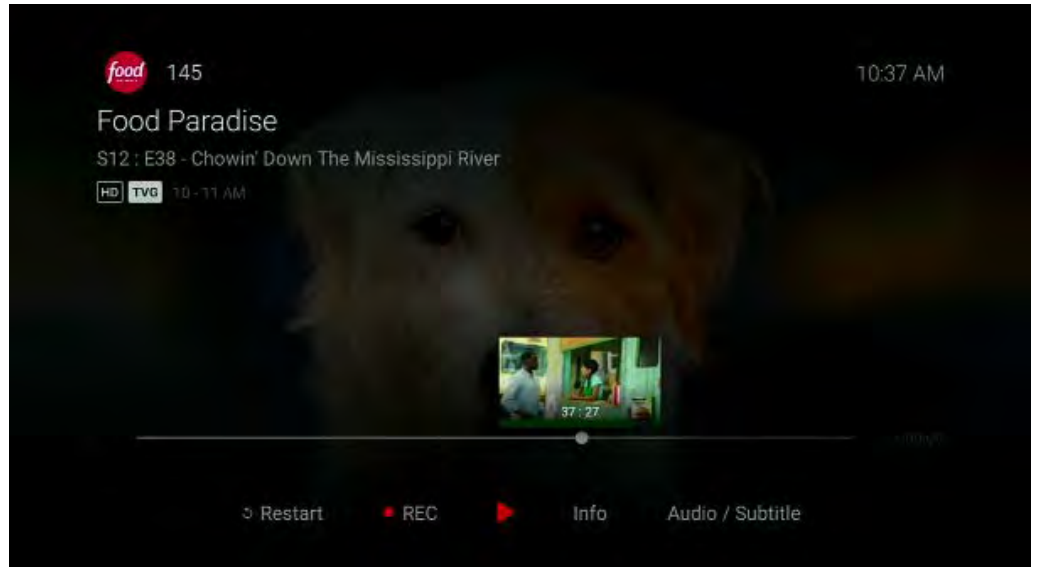 food 145
10:37 AM
Food Paradise
S12 : E38 - Chowin' Down The Mississippi River
HD TVG 10 - 11 AM
37 : 27
Restart
REC
Info
Audio / Subtitle